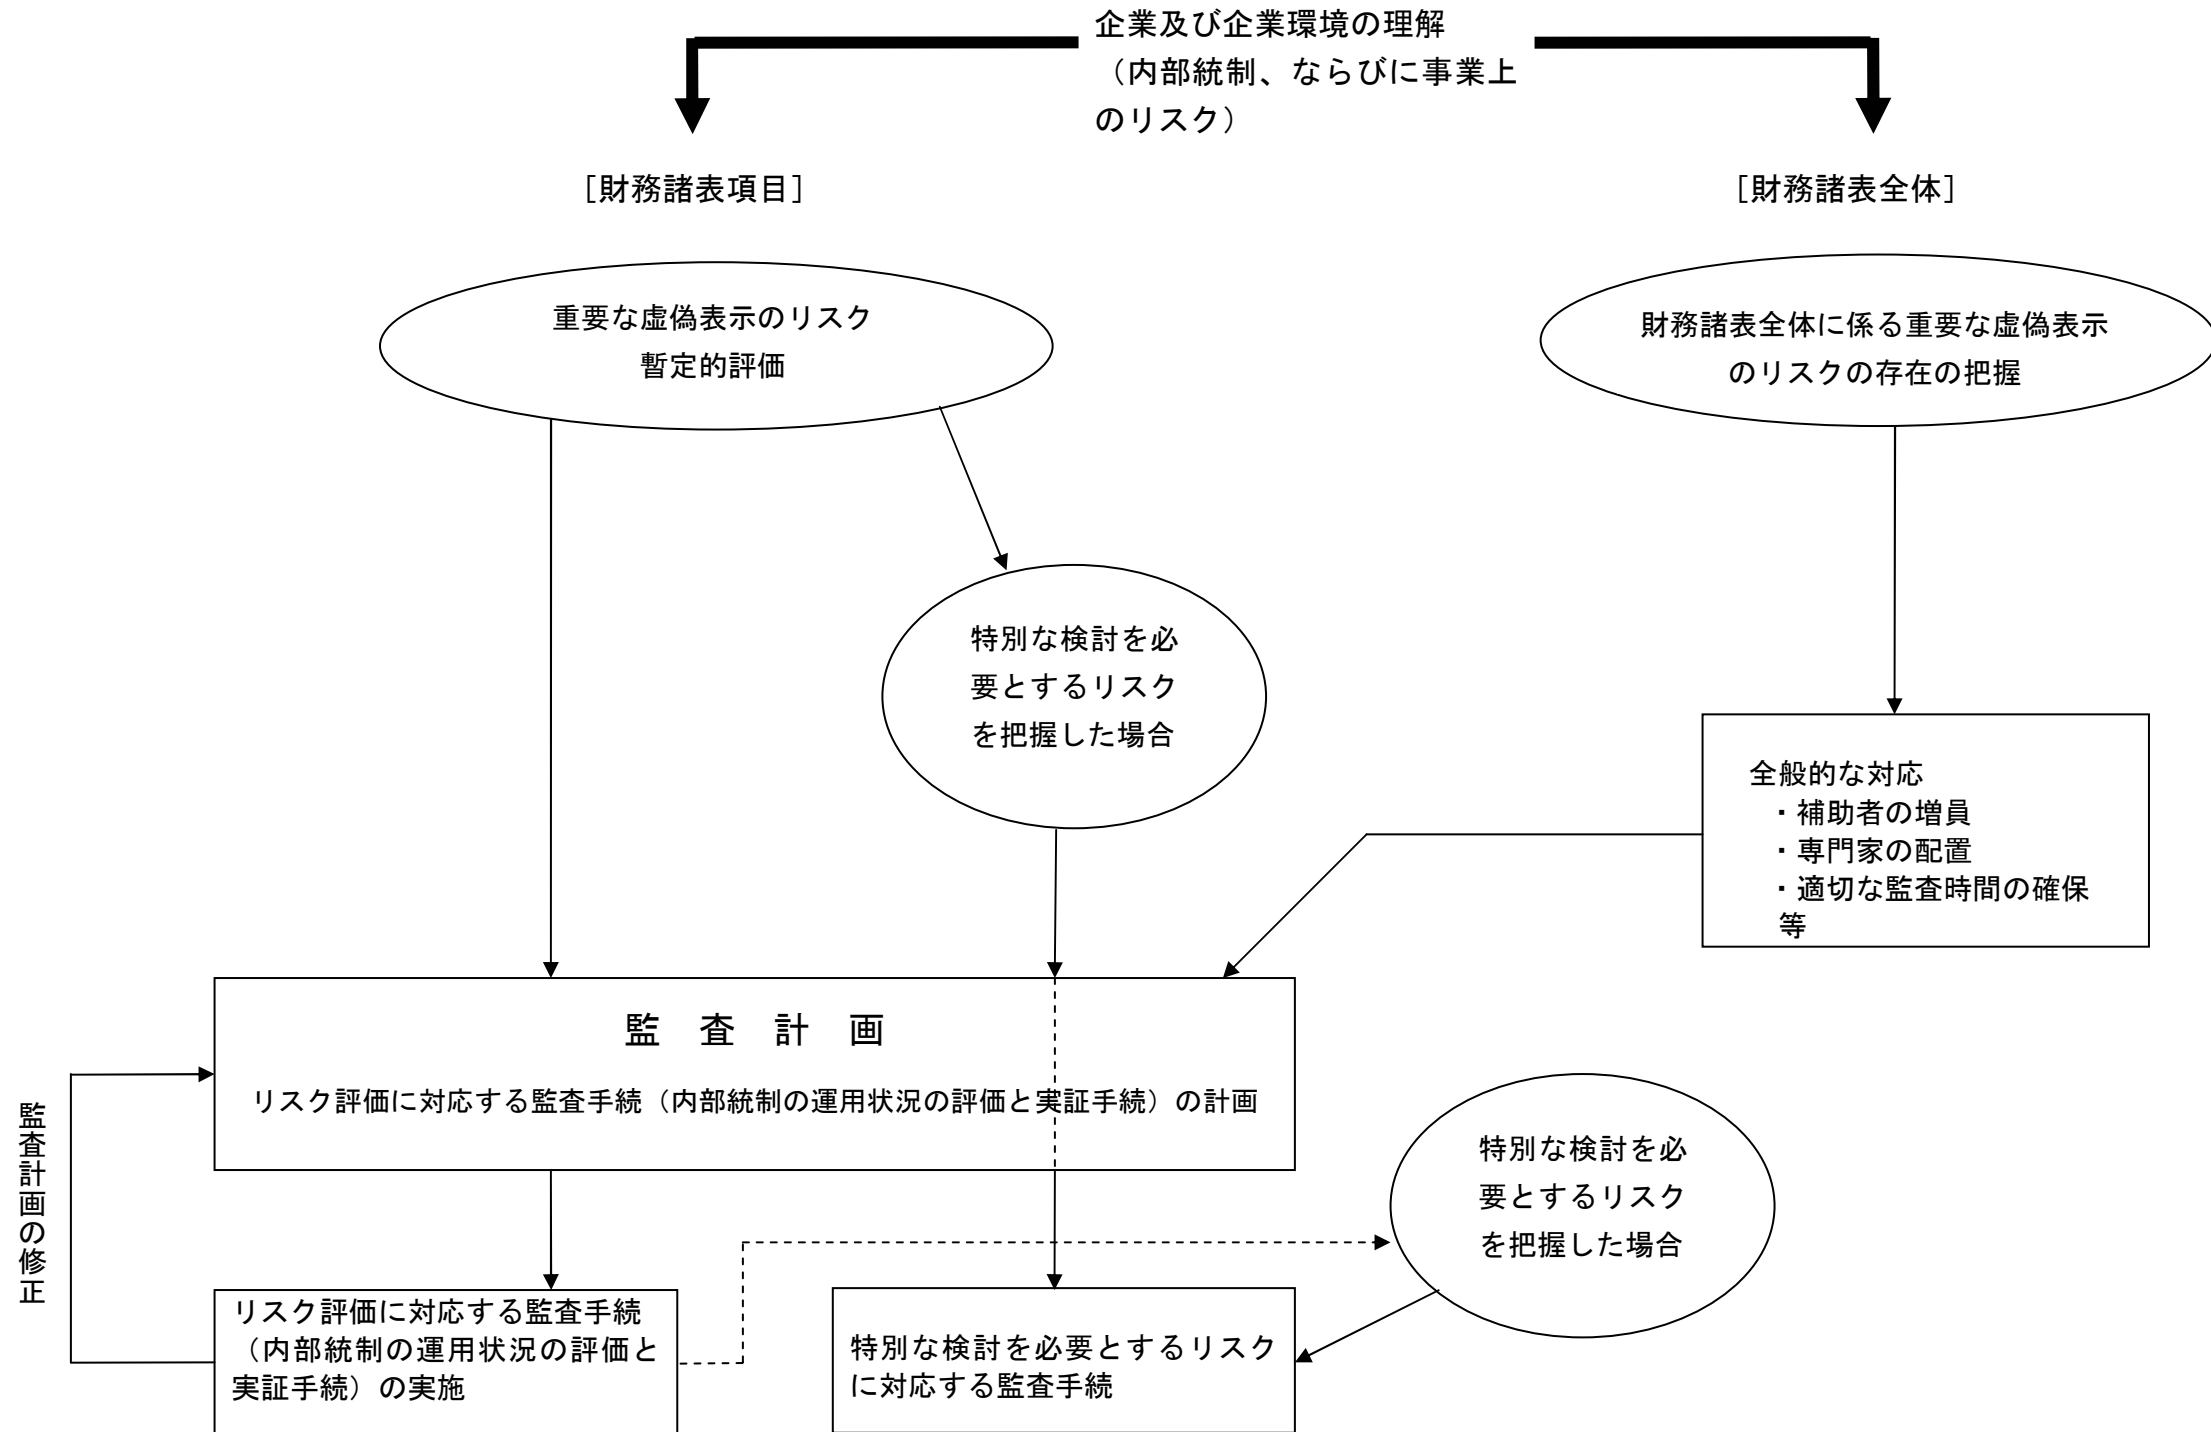 企業及び企業環境の理解
（内部統制、ならびに事業上
のリスク）
［財務諸表項目］
［財務諸表全体］
重要な虚偽表示のリスク
暫定的評価
財務諸表全体に係る重要な虚偽表示
のリスクの存在の把握
特別な検討を必
要とするリスク
を把握した場合
全般的な対応
・補助者の増員
・専門家の配置
・適切な監査時間の確保
等
監　査　計　画
リスク評価に対応する監査手続（内部統制の運用状況の評価と実証手続）の計画
監査計画の修正
特別な検討を必
要とするリスク
を把握した場合
リスク評価に対応する監査手続
（内部統制の運用状況の評価と
実証手続）の実施
特別な検討を必要とするリスク
に対応する監査手続